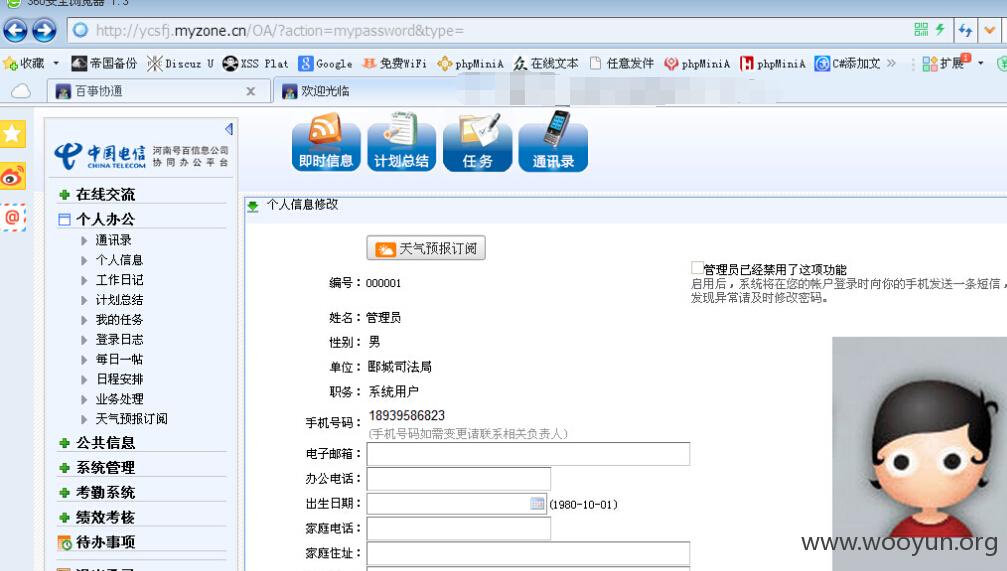 360安全浏览器 1.3
http://ycsfj.myzone.cn/OA/?action=mypassword&type=
收藏 帝国备份 Discuz U XSS Plat Google 免费WiFi phpMiniA 在线文本 任意发件 phpMiniA phpMiniA C#添加文 » 扩展
百事协通 x 欢迎光临
中国电信 CHINA TELECOM 河南号百信息公司 协同办公平台
即时信息 计划总结 任务 通讯录
在线交流
个人办公
通讯录
个人信息
工作日记
计划总结
我的任务
登录日志
每日一帖
日程安排
业务处理
天气预报订阅
公共信息
系统管理
考勤系统
绩效考核
待办事项
个人信息修改
天气预报订阅
编号：000001
姓名：管理员
性别：男
单位：郾城司法局
职务：系统用户
手机号码：18939586823
(手机号码如需变更请联系相关负责人)
电子邮箱：
办公电话：
出生日期：(1980-10-01)
家庭电话：
家庭住址：
管理员已经禁用了这项功能
启用后，系统将在您的帐户登录时向你的手机发送一条短信，
发现异常请及时修改密码。
www.wooyun.org